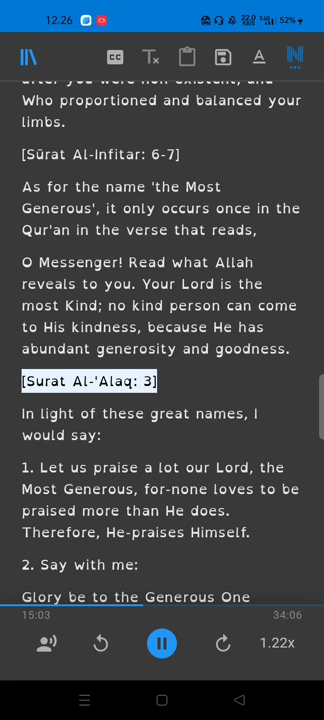 12.26
22.0
KB/S
52%
CC
N
after you were non-existent, and
Who proportioned and balanced your
limbs.
[Sūrat Al-Infitar: 6-7]
As for the name 'the Most
Generous', it only occurs once in the
Qur'an in the verse that reads,
O Messenger! Read what Allah
reveals to you. Your Lord is the
most Kind; no kind person can come
to His kindness, because He has
abundant generosity and goodness.
[Surat Al-'Alaq: 3]
In light of these great names, I
would say:
1. Let us praise a lot our Lord, the
Most Generous, for-none loves to be
praised more than He does.
Therefore, He-praises Himself.
2. Say with me:
Glory be to the Generous One
15:03 34:06
1.22x